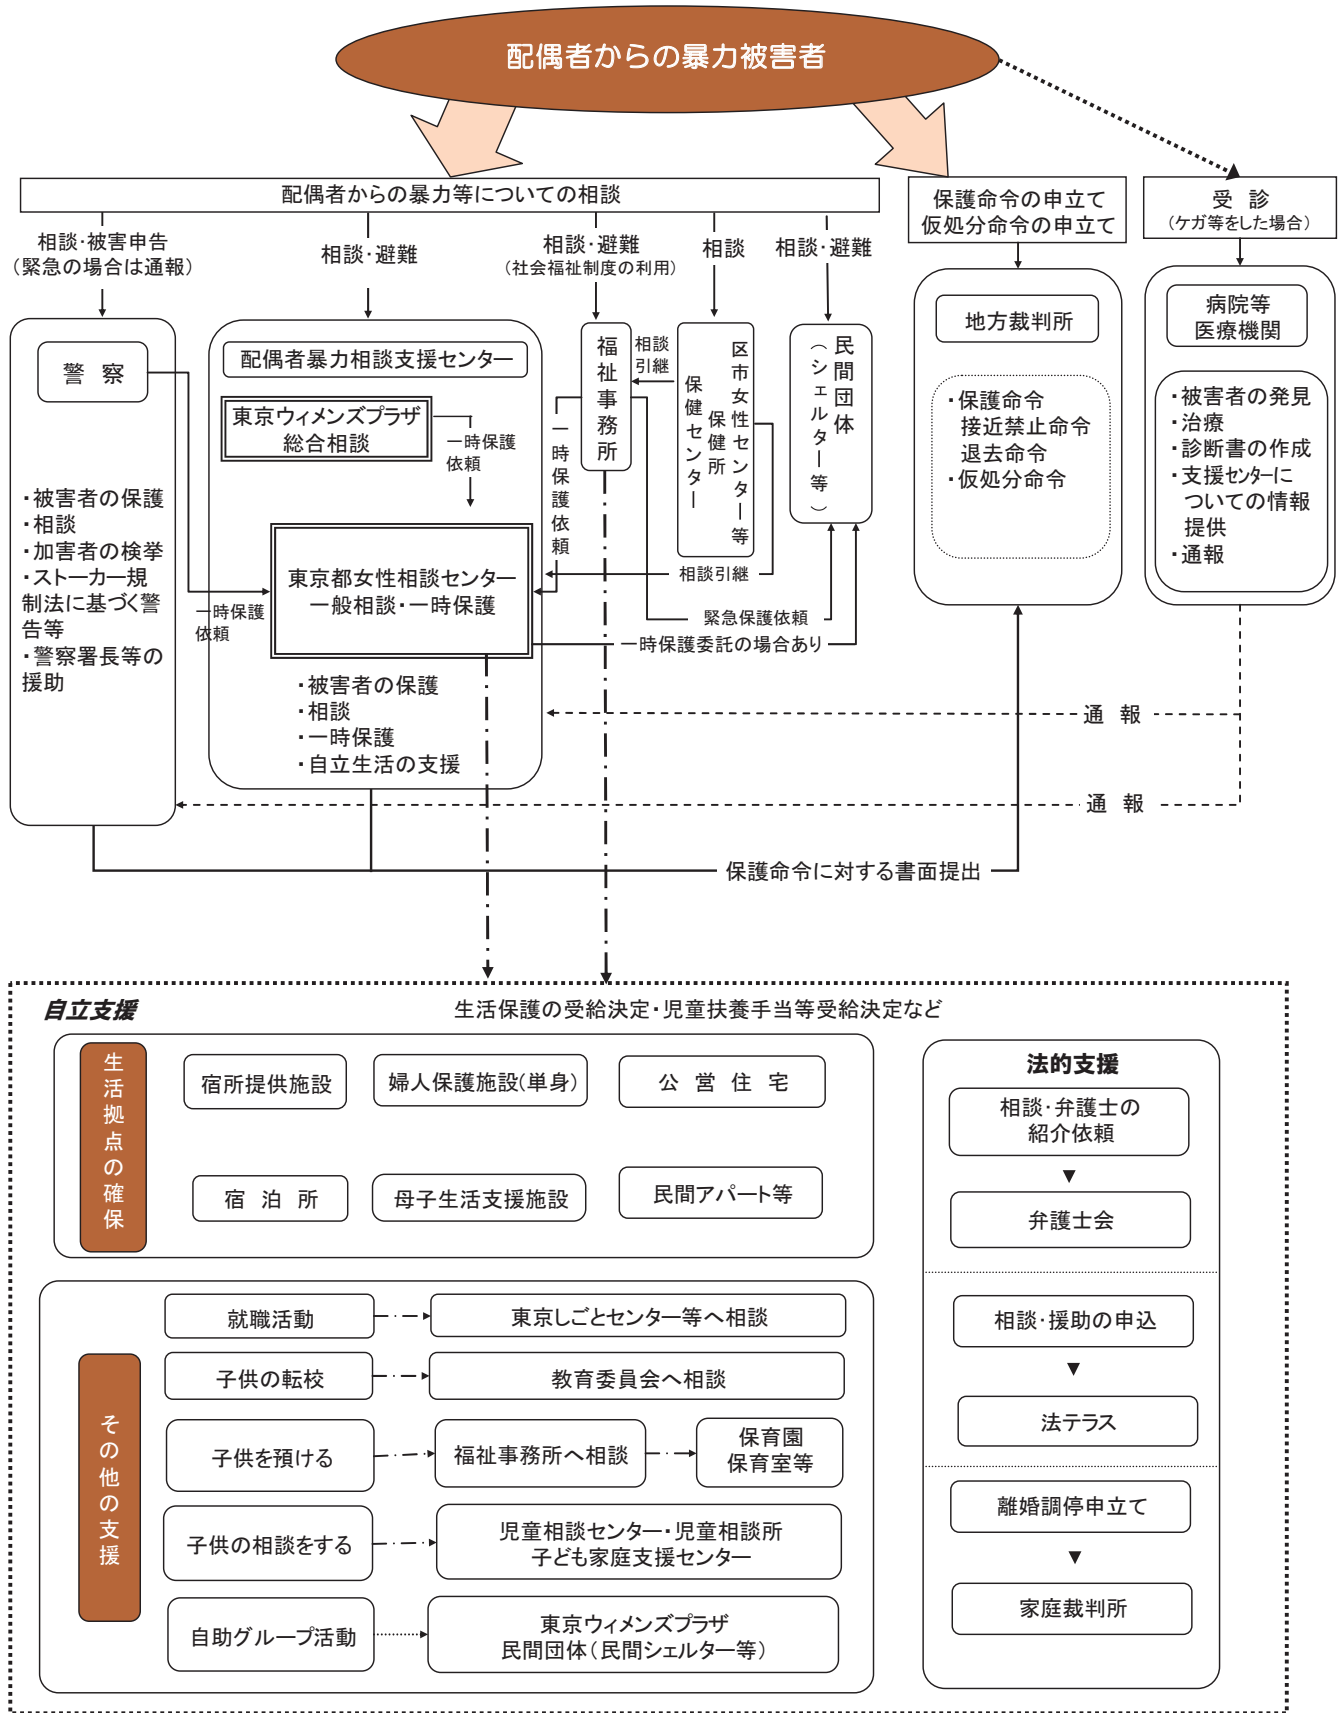 配偶者からの暴力被害者
配偶者からの暴力等についての相談
保護命令の申立て
仮処分命令の申立て
受　診
（ケガ等をした場合）
相談・被害申告
（緊急の場合は通報）
相談・避難
相談・避難
（社会福祉制度の利用）
相談
相談・避難
警　察
・被害者の保護
・相談
・加害者の検挙
・ストーカー規
制法に基づく警
告等
・警察署長等の
援助
一時保護
依頼
配偶者暴力相談支援センター
東京ウィメンズプラザ
総合相談
一時保護
依頼
東京都女性相談センター
一般相談・一時保護
・被害者の保護
・相談
・一時保護
・自立生活の支援
一時保護依頼
福祉事務所
相談
引継
区市女性センター等
保健所
保健センター
民間団体
（シェルター等）
相談引継
緊急保護依頼
一時保護委託の場合あり
地方裁判所
・保護命令
接近禁止命令
退去命令
・仮処分命令
病院等
医療機関
・被害者の発見
・治療
・診断書の作成
・支援センターに
ついての情報
提供
・通報
通　報
通　報
保護命令に対する書面提出
自立支援
生活保護の受給決定・児童扶養手当等受給決定など
生活拠点の確保
宿所提供施設
婦人保護施設（単身）
公　営　住　宅
宿　泊　所
母子生活支援施設
民間アパート等
その他の支援
就職活動
東京しごとセンター等へ相談
子供の転校
教育委員会へ相談
子供を預ける
福祉事務所へ相談
保育園
保育室等
子供の相談をする
児童相談センター・児童相談所
子ども家庭支援センター
自助グループ活動
東京ウィメンズプラザ
民間団体（民間シェルター等）
法的支援
相談・弁護士の
紹介依頼
▼
弁護士会
相談・援助の申込
▼
法テラス
離婚調停申立て
▼
家庭裁判所